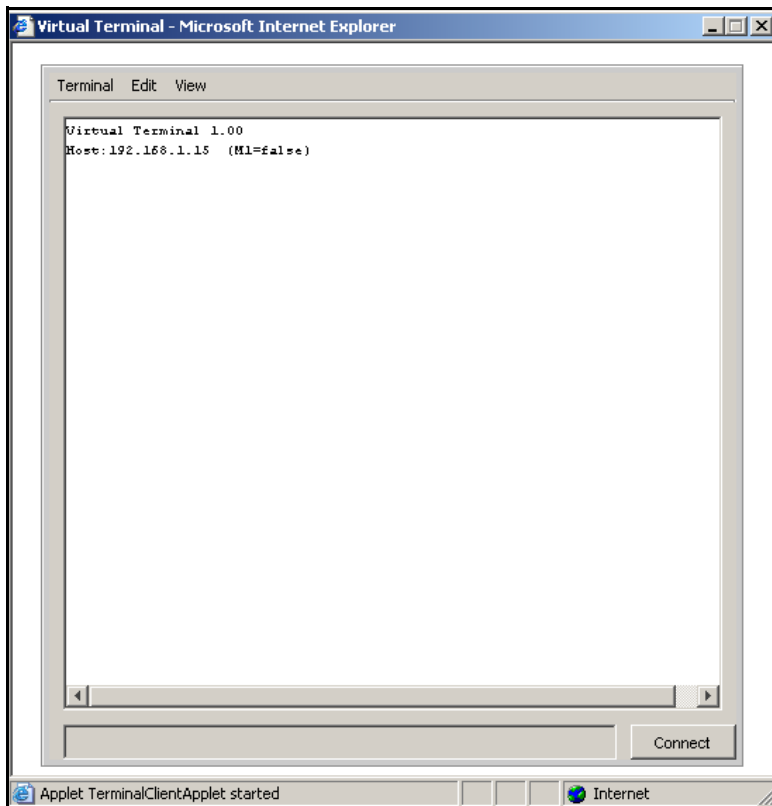 Virtual Terminal - Microsoft Internet Explorer
Terminal Edit View
Virtual Terminal 1.00
Host:192.168.1.15 (M1=false)
Connect
Applet TerminalClientApplet started
Internet